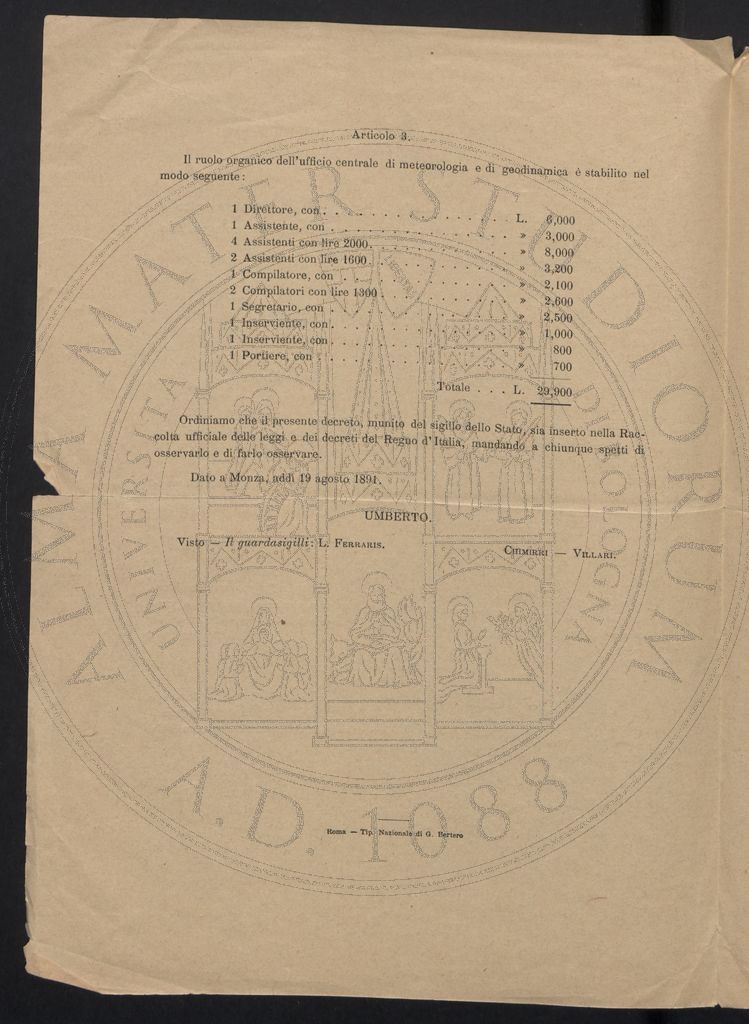 Articolo 3.
Il ruolo organico dell'ufficio centrale di meteorologia e di geodinamica è stabilito nel
modo seguente:
1 Direttore, con . . . . . . . . . . . . . L. 6,000
1 Assistente, con . . . . . . . . . . . . » 3,000
4 Assistenti con lire 2000 . . . . . . . . . » 8,000
2 Assistenti con lire 1600 . . . . . . . . . » 3,200
1 Compilatore, con . . . . . . . . . . . » 2,100
2 Compilatori con lire 1300 . . . . . . . . » 2,600
1 Segretario, con . . . . . . . . . . . . » 2,500
1 Inserviente, con . . . . . . . . . . . . » 1,000
1 Inserviente, con . . . . . . . . . . . . » 800
1 Portiere, con . . . . . . . . . . . . . » 700
Totale . . . L. 29,900
Ordiniamo che il presente decreto, munito del sigillo dello Stato, sia inserto nella Rac-
colta ufficiale delle leggi e dei decreti del Regno d'Italia, mandando a chiunque spetti di
osservarlo e di farlo osservare.
Dato a Monza, addì 19 agosto 1891.
UMBERTO.
Visto — Il guardasigilli: L. FERRARIS.
CHIMIRRI — VILLARI.
Roma — Tip. Nazionale di G. Bertero
ALMA MATER STUDIORUM
UNIVERSITA
DI BOLOGNA
A.D. 1088